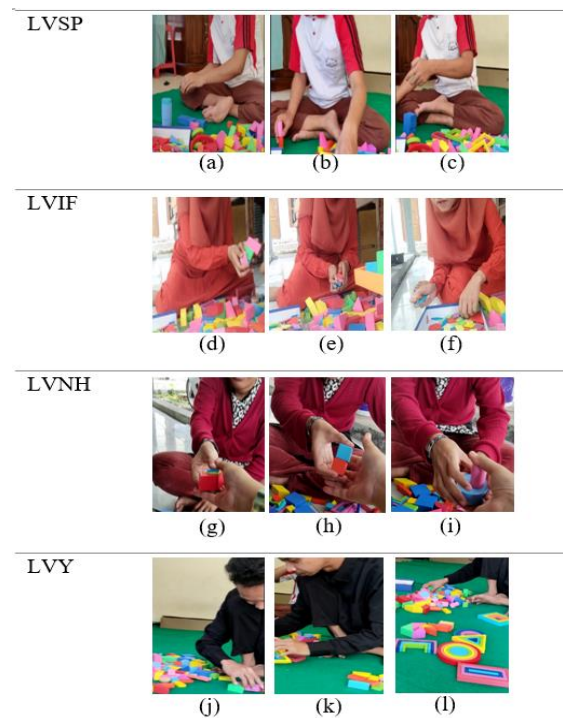 LVSP
(a) (b) (c)
LVIF
(d) (e) (f)
LVNH
(g) (h) (i)
LVY
(j) (k) (l)